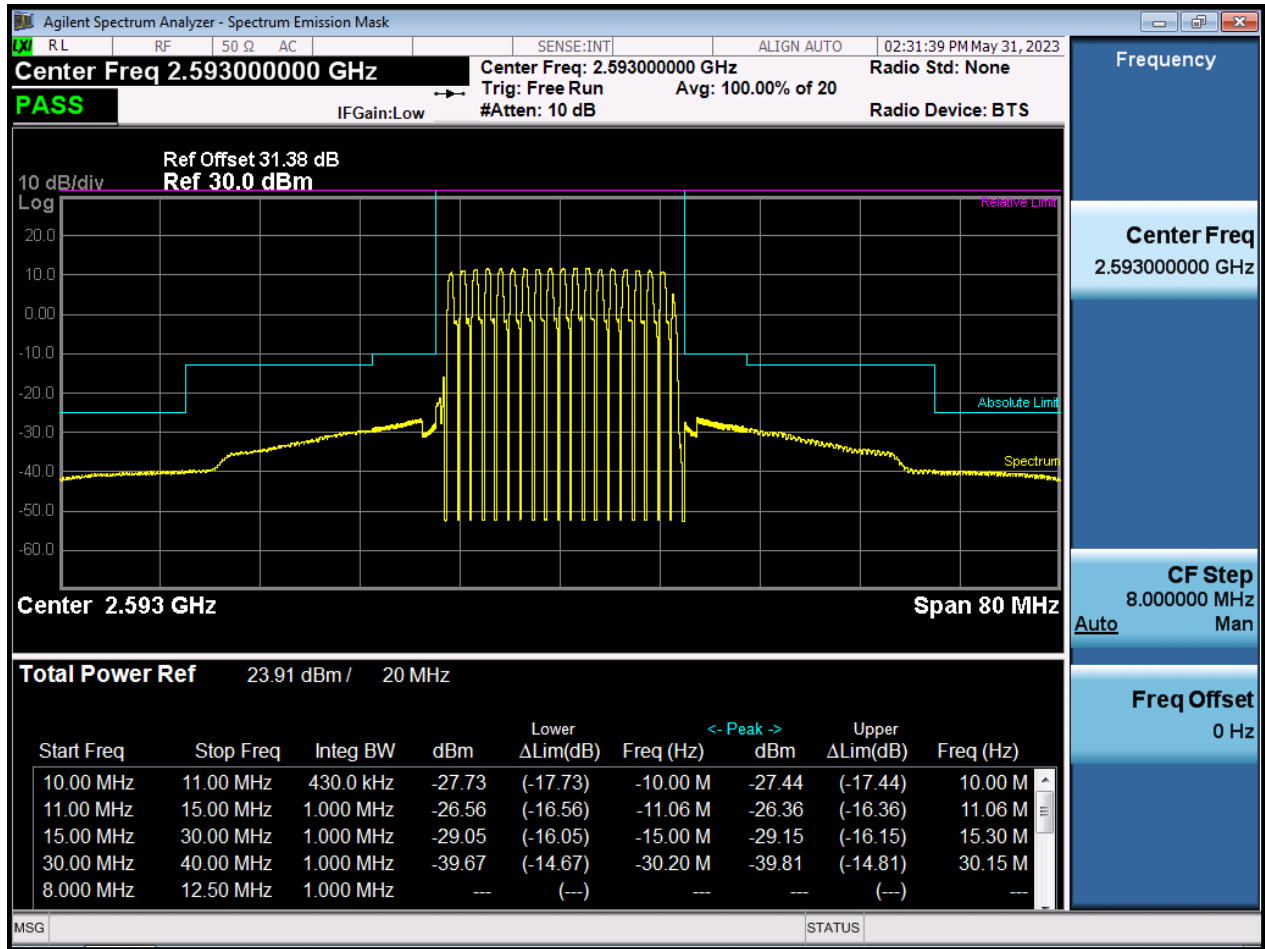 Agilent Spectrum Analyzer - Spectrum Emission Mask
LXI RL RF 50 Ω AC SENSE:INT ALIGN AUTO 02:31:39 PM May 31, 2023
Center Freq 2.593000000 GHz
Center Freq: 2.593000000 GHz Radio Std: None
Trig: Free Run Avg: 100.00% of 20
PASS
IFGain:Low #Atten: 10 dB Radio Device: BTS
Ref Offset 31.38 dB
10 dB/div Ref 30.0 dBm
Log
Relative Limit
20.0
10.0
0.00
-10.0
-20.0
Absolute Limit
-30.0
-40.0
Spectrum
-50.0
-60.0
Center 2.593 GHz Span 80 MHz
Total Power Ref 23.91 dBm / 20 MHz
Lower <- Peak -> Upper
Start Freq Stop Freq Integ BW dBm ΔLim(dB) Freq (Hz) dBm ΔLim(dB) Freq (Hz)
10.00 MHz 11.00 MHz 430.0 kHz -27.73 (-17.73) -10.00 M -27.44 (-17.44) 10.00 M
11.00 MHz 15.00 MHz 1.000 MHz -26.56 (-16.56) -11.06 M -26.36 (-16.36) 11.06 M
15.00 MHz 30.00 MHz 1.000 MHz -29.05 (-16.05) -15.00 M -29.15 (-16.15) 15.30 M
30.00 MHz 40.00 MHz 1.000 MHz -39.67 (-14.67) -30.20 M -39.81 (-14.81) 30.15 M
8.000 MHz 12.50 MHz 1.000 MHz --- (---) --- --- (---) ---
MSG STATUS
Frequency
Center Freq
2.593000000 GHz
CF Step
8.000000 MHz
Auto Man
Freq Offset
0 Hz